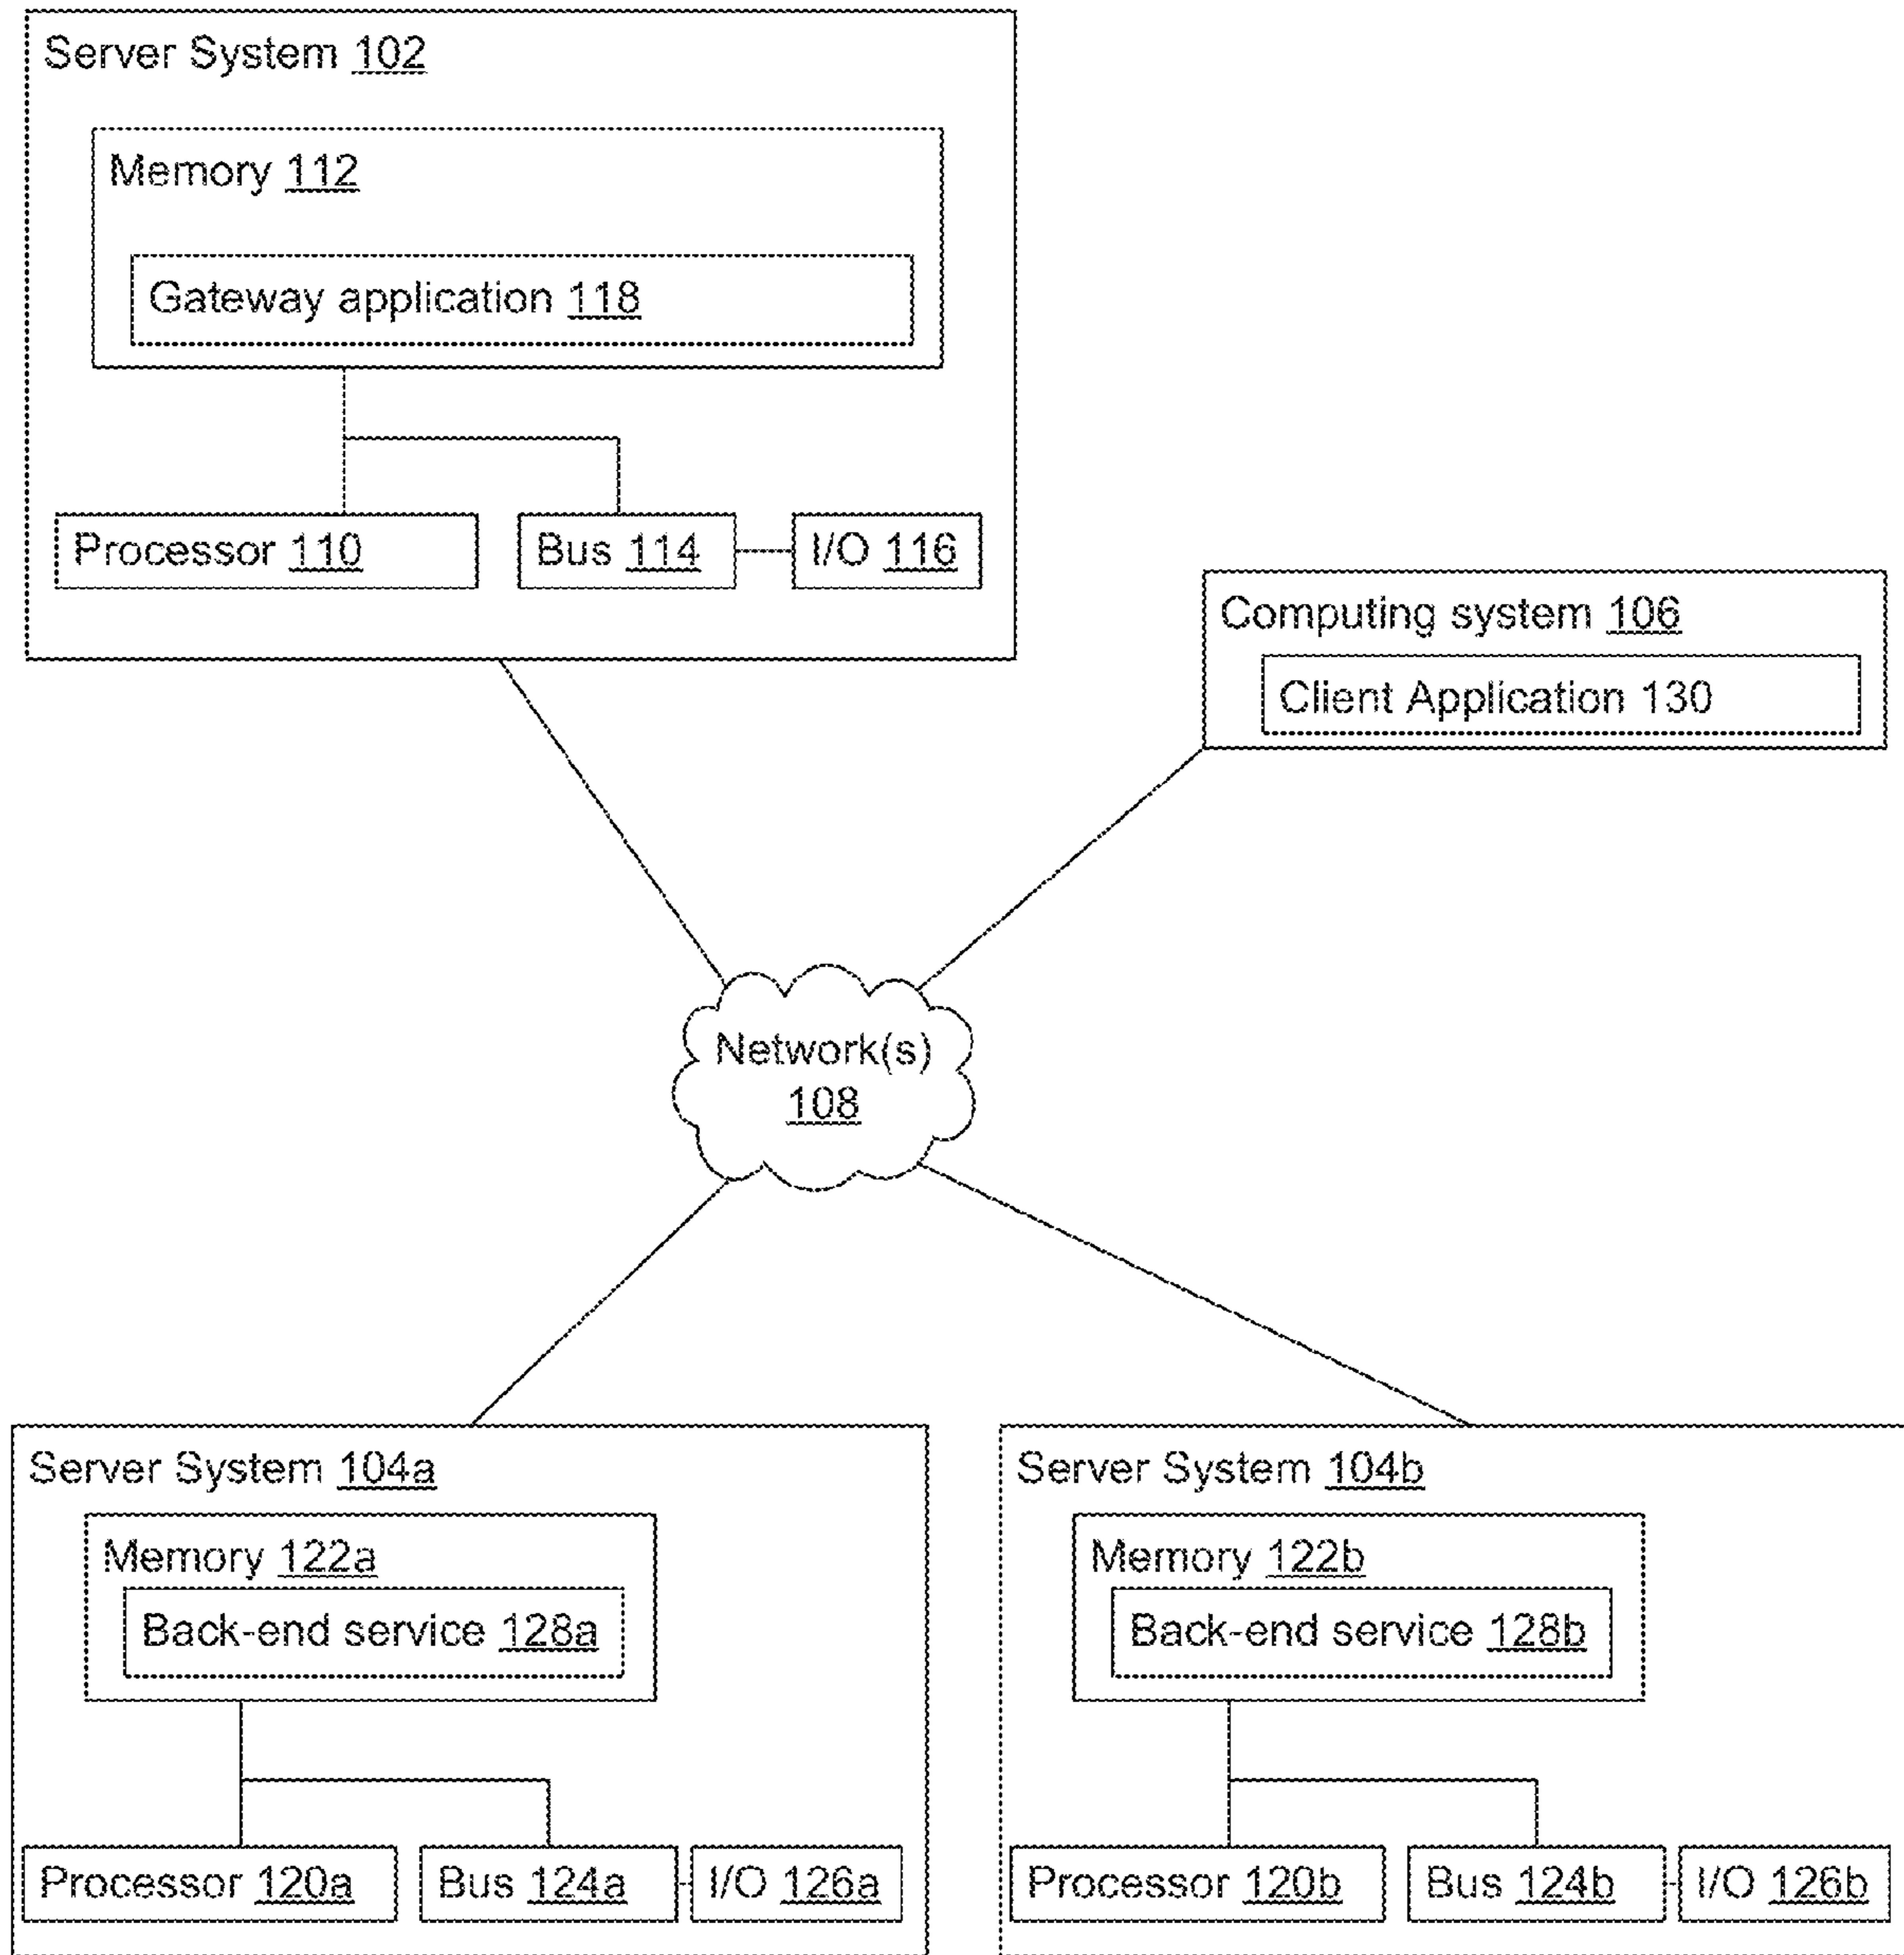 Server System 102
Memory 112
Gateway application 118
Processor 110
Bus 114
I/O 116
Computing system 106
Client Application 130
Network(s)
108
Server System 104a
Memory 122a
Back-end service 128a
Processor 120a
Bus 124a
I/O 126a
Server System 104b
Memory 122b
Back-end service 128b
Processor 120b
Bus 124b
I/O 126b